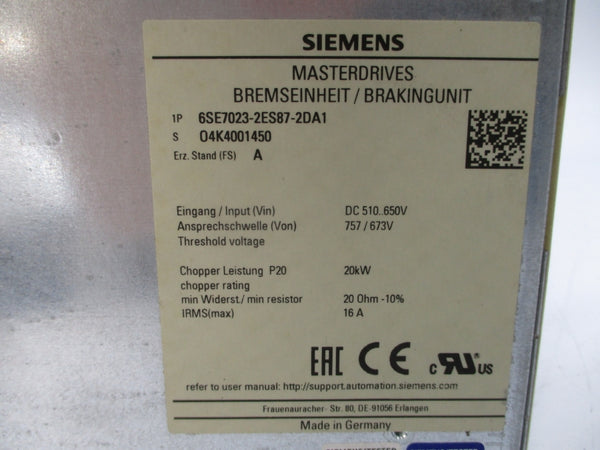 SIEMENS
MASTERDRIVES
BREMSEINHEIT / BRAKINGUNIT
1P 6SE7023-2ES87-2DA1
S O4K4001450
Erz. Stand (FS) A
Eingang / Input (Vin) DC 510..650V
Ansprechschwelle (Von) 757 / 673V
Threshold voltage
Chopper Leistung P20 20kW
chopper rating
min Widerst./ min resistor 20 Ohm -10%
IRMS(max) 16 A
EAC CE c RU US
refer to user manual: http://support.automation.siemens.com
Frauenauracher- Str. 80, DE-91056 Erlangen
Made in Germany